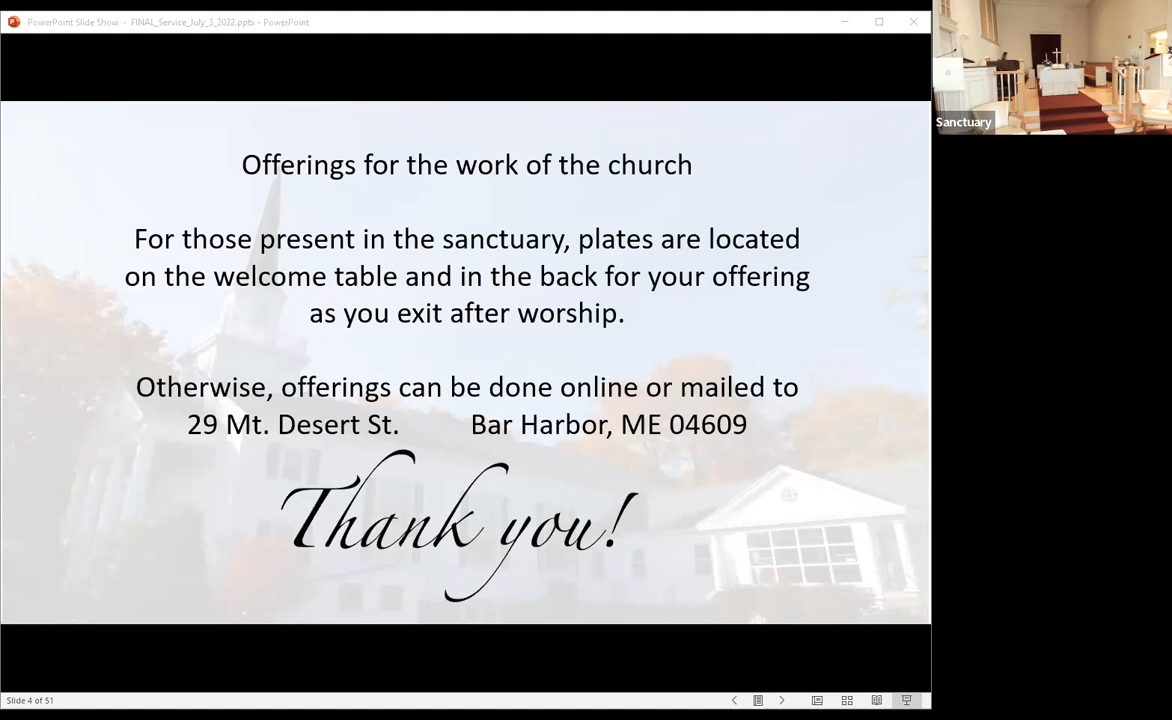 PowerPoint Slide Show - FINAL_Service_July_3_2022.pptx - PowerPoint
Sanctuary
Offerings for the work of the church
For those present in the sanctuary, plates are located
on the welcome table and in the back for your offering
as you exit after worship.
Otherwise, offerings can be done online or mailed to
29 Mt. Desert St. Bar Harbor, ME 04609
Thank you!
Slide 4 of 51